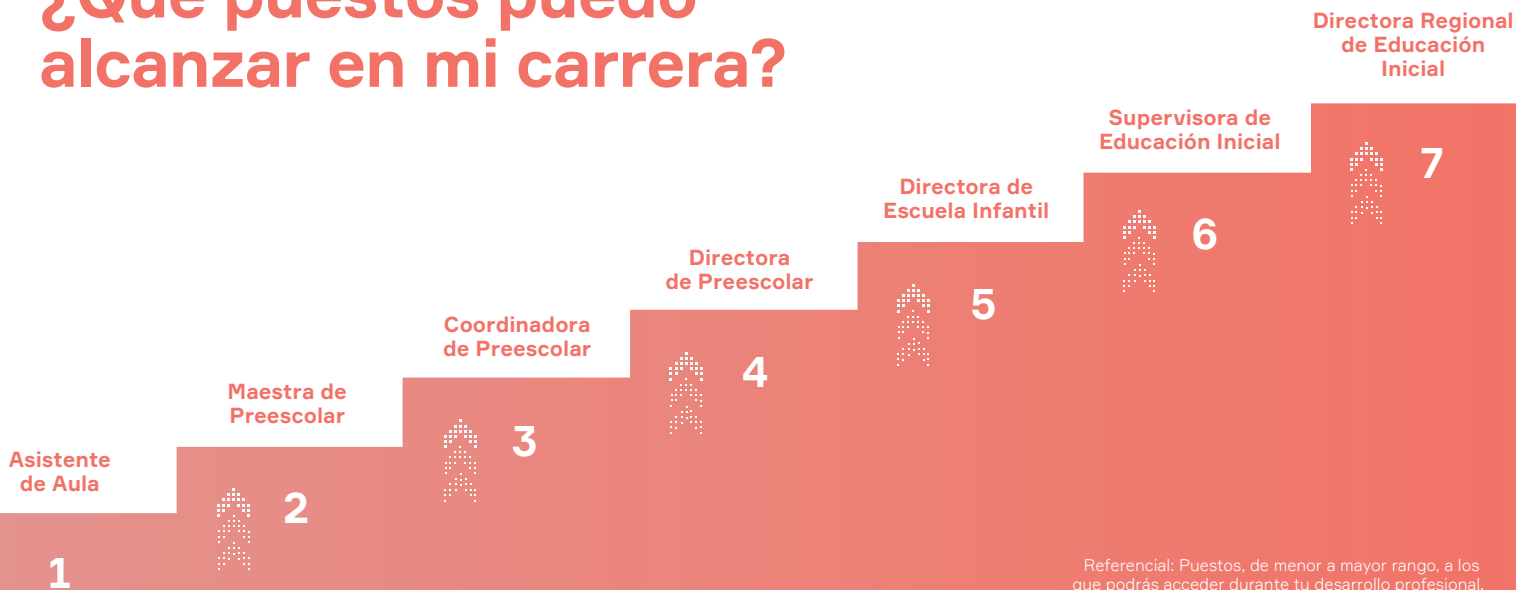 ¿Qué puestos puedo
alcanzar en mi carrera?
Asistente
de Aula
1
Maestra de
Preescolar
2
Coordinadora
de Preescolar
3
Directora
de Preescolar
4
Directora de
Escuela Infantil
5
Supervisora de
Educación Inicial
6
Directora Regional
de Educación
Inicial
7
Referencial: Puestos, de menor a mayor rango, a los
que podrás acceder durante tu desarrollo profesional.